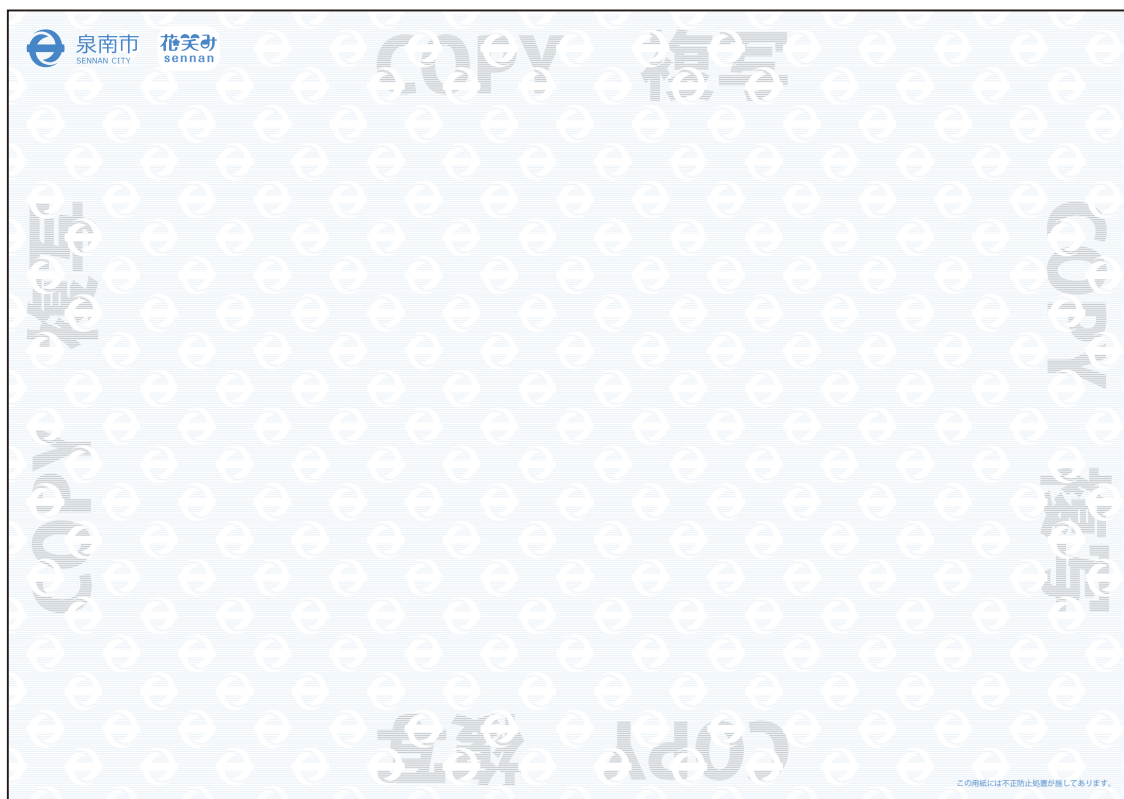 泉南市
SENNAN CITY
花笑み
sennan
COPY 複写
複写
COPY
COPY
複写
複写 COPY
この用紙には不正防止処置が施してあります。